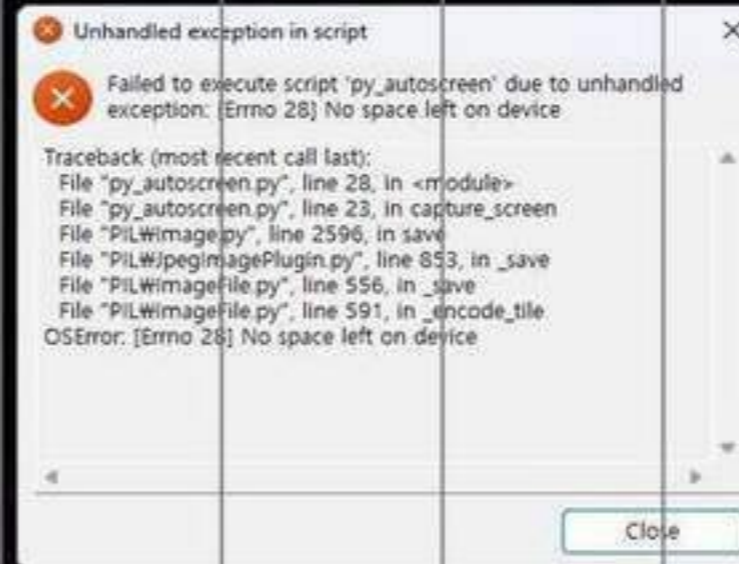 Unhandled exception in script
Failed to execute script 'py_autoscreen' due to unhandled
exception: [Errno 28] No space left on device
Traceback (most recent call last):
File "py_autoscreen.py", line 28, in <module>
File "py_autoscreen.py", line 23, in capture_screen
File "PIL₩Image.py", line 2596, in save
File "PIL₩JpegImagePlugin.py", line 853, in _save
File "PIL₩ImageFile.py", line 556, in _save
File "PIL₩ImageFile.py", line 591, in _encode_tile
OSError: [Errno 28] No space left on device
Close